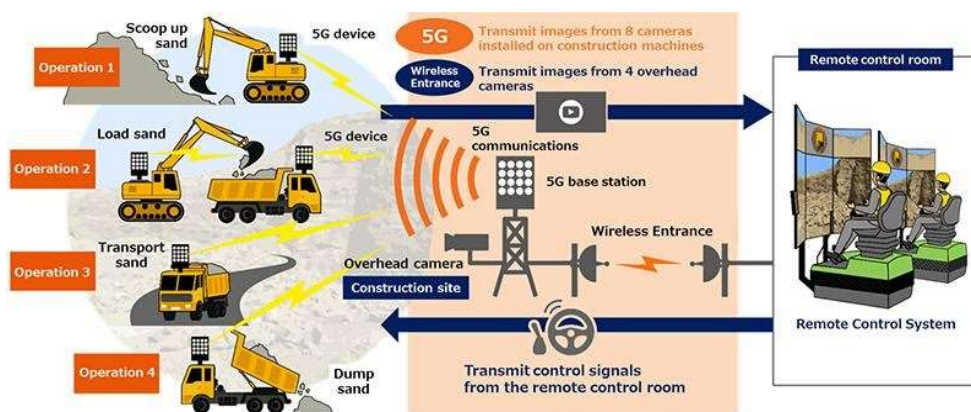 Scoop up
sand
5G device
Operation 1
5G
Transmit images from 8 cameras
installed on construction machines
Wireless
Entrance
Transmit images from 4 overhead
cameras
Remote control room
Load sand
5G device
Operation 2
5G
communications
5G base station
Transport
sand
Operation 3
Overhead camera
Construction site
Wireless Entrance
Remote Control System
Operation 4
Dump
sand
Transmit control signals
from the remote control room